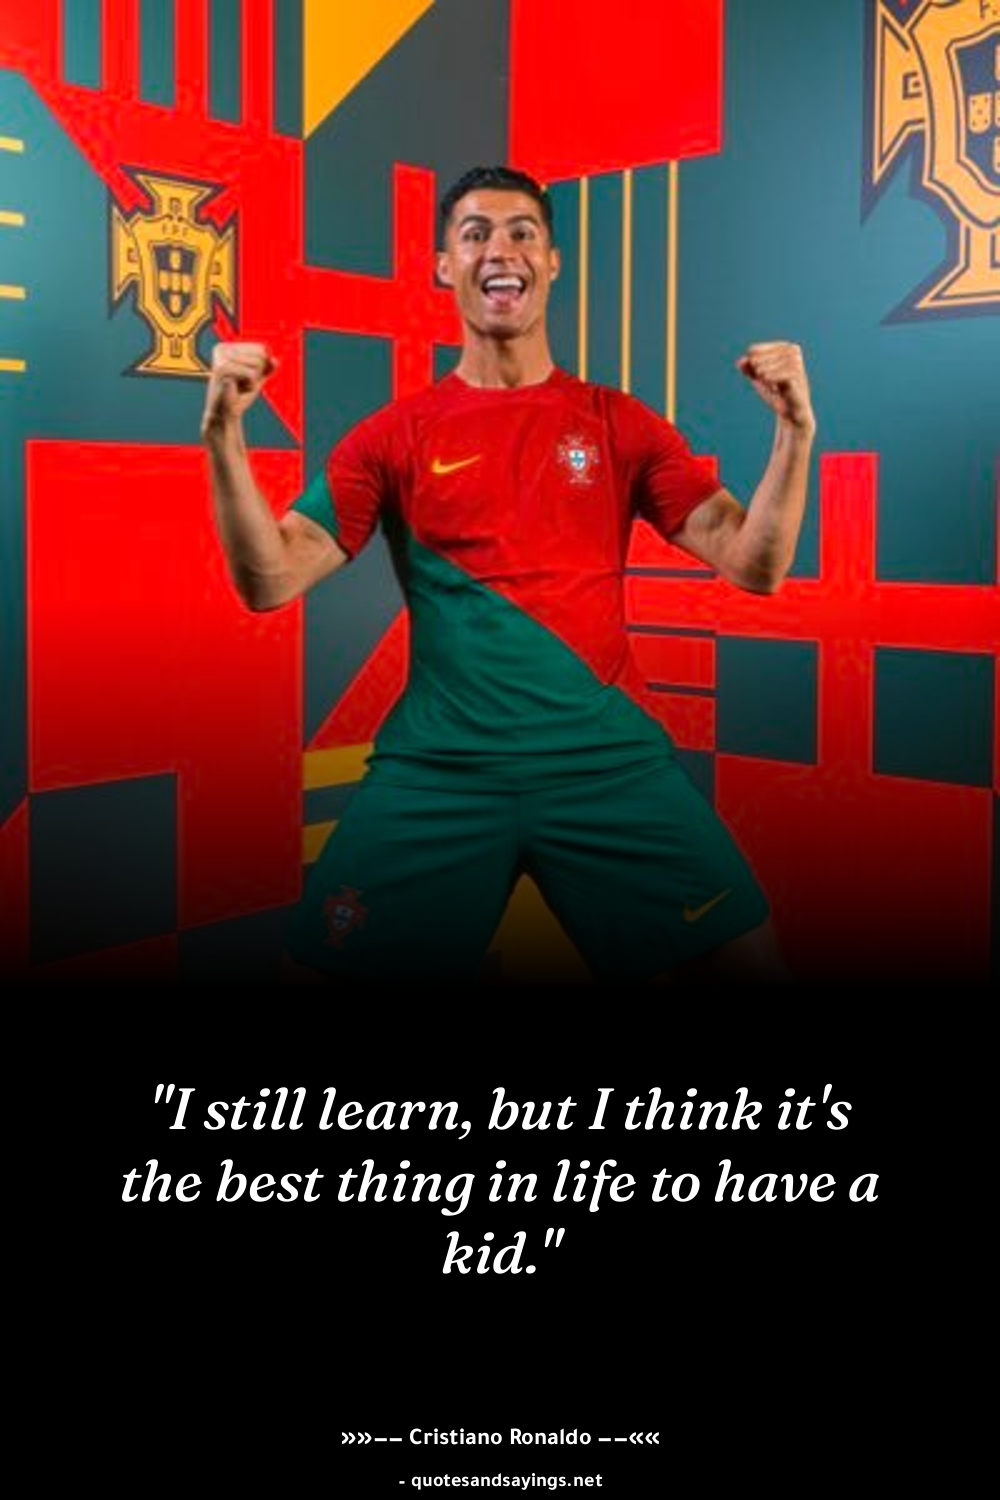 "I still learn, but I think it's
the best thing in life to have a
kid."
»»–– Cristiano Ronaldo ––««
- quotesandsayings.net